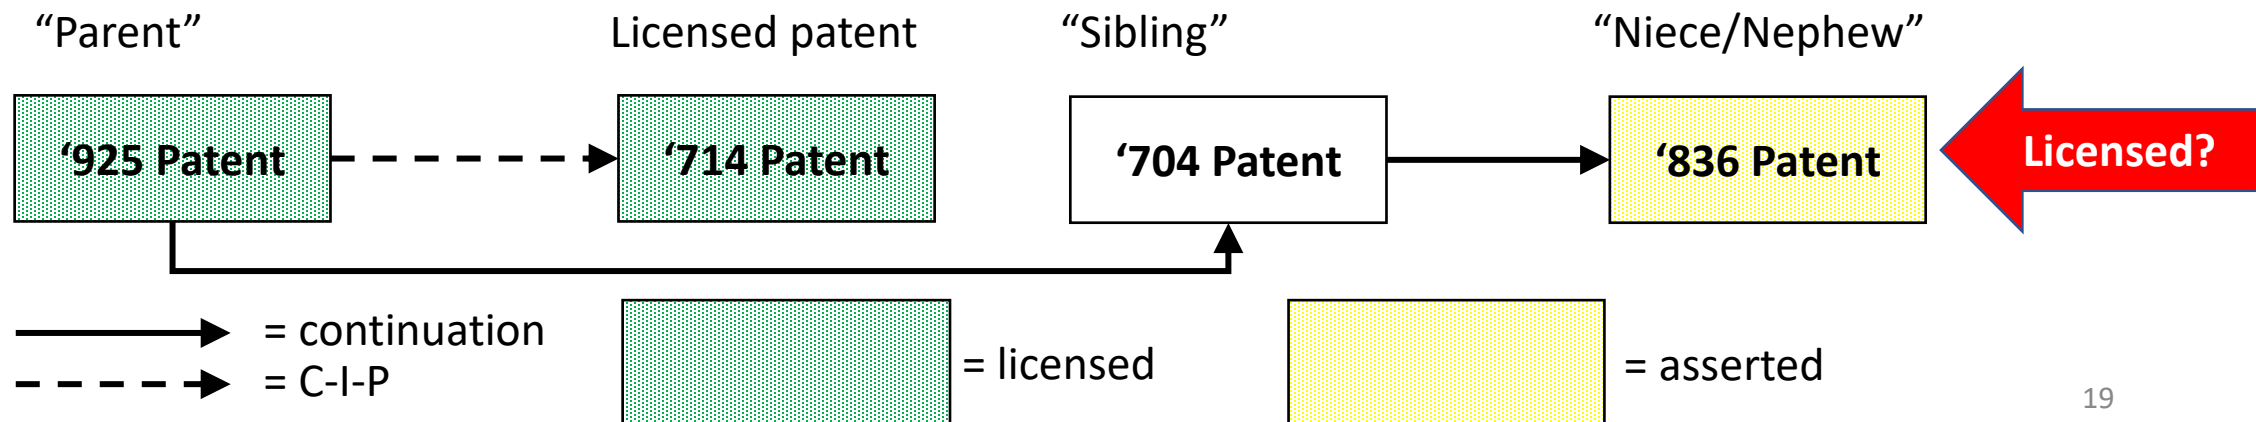 “Parent”
Licensed patent
“Sibling”
“Niece/Nephew”
‘925 Patent
‘714 Patent
‘704 Patent
‘836 Patent
Licensed?
= continuation
= C-I-P
= licensed
= asserted
19